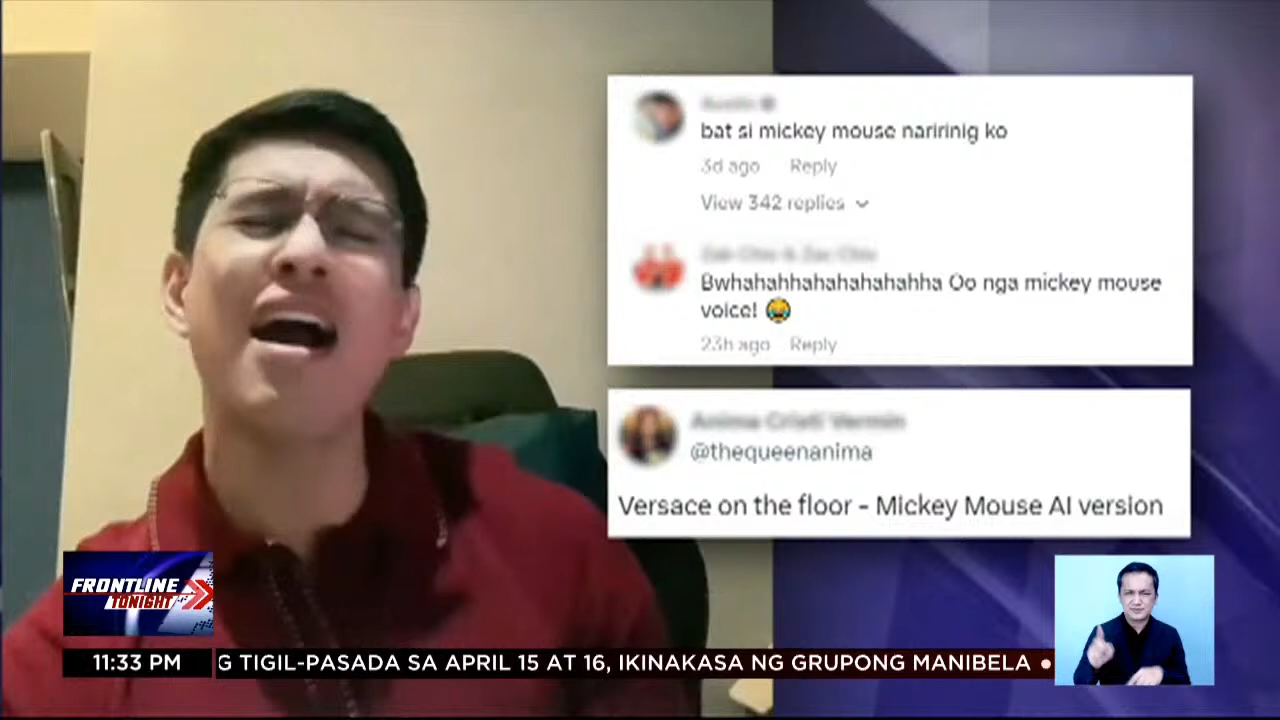 bat si mickey mouse naririnig ko
3d ago Reply
View 342 replies
Bwhahahhahahahahahha Oo nga mickey mouse
voice! 😭
23h ago Reply
@thequeenanima
Versace on the floor - Mickey Mouse AI version
FRONTLINE
TONIGHT
11:33 PM
G TIGIL-PASADA SA APRIL 15 AT 16, IKINAKASA NG GRUPONG MANIBELA •